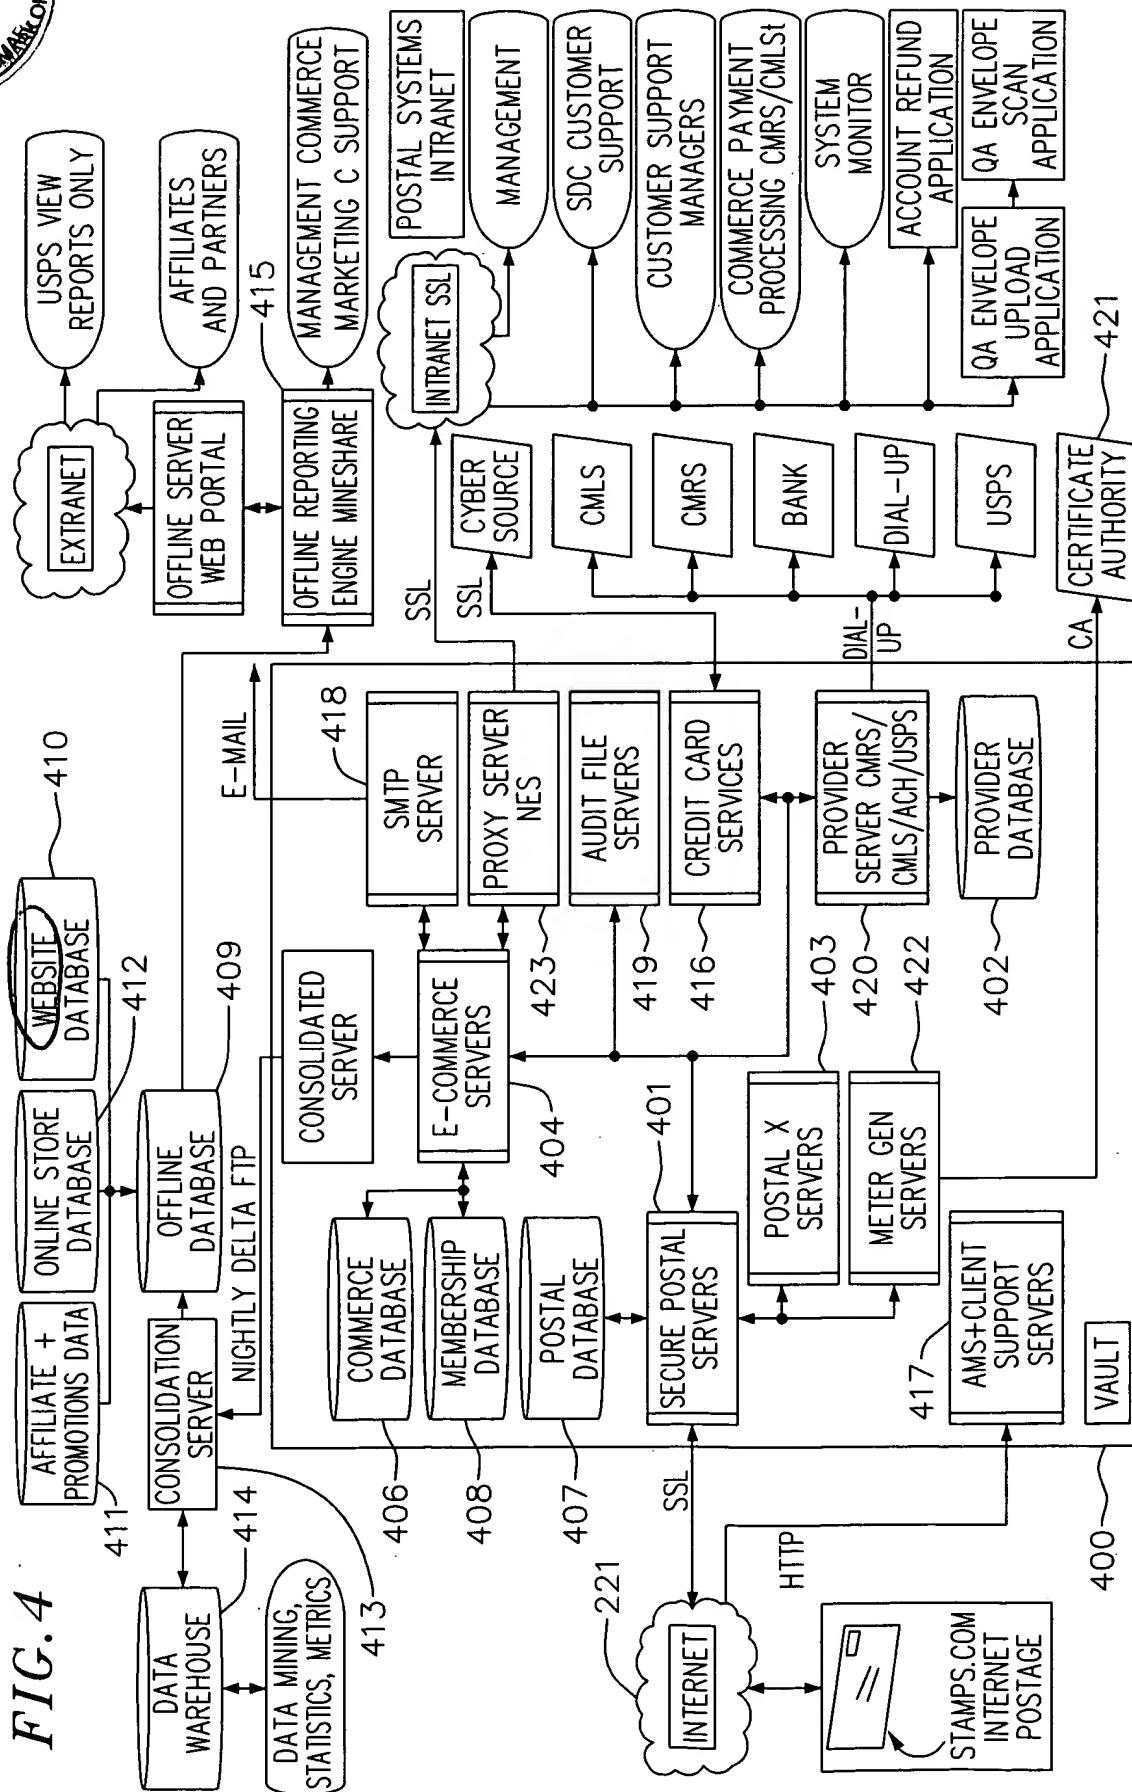 FIG. 4
AFFILIATE +
PROMOTIONS DATA
411
ONLINE STORE
DATABASE
412
WEBSITE
DATABASE
410
DATA
WAREHOUSE
414
DATA MINING,
STATISTICS, METRICS
CONSOLIDATION
SERVER
413
OFFLINE
DATABASE
409
NIGHTLY DELTA FTP
E-MAIL
USPS VIEW
REPORTS ONLY
AFFILIATES
AND PARTNERS
EXTRANET
OFFLINE SERVER
WEB PORTAL
415
OFFLINE REPORTING
ENGINE MINESHARE
MANAGEMENT COMMERCE
MARKETING C SUPPORT
COMMERCE
DATABASE
406
MEMBERSHIP
DATABASE
408
POSTAL
DATABASE
407
CONSOLIDATED
SERVER
E-COMMERCE
SERVERS
404
SMTP
SERVER
418
PROXY SERVER
NES
423
AUDIT FILE
SERVERS
419
CREDIT CARD
SERVICES
416
PROVIDER
SERVER CMRS/
CMLS/ACH/USPS
420
PROVIDER
DATABASE
402
SECURE POSTAL
SERVERS
401
POSTAL X
SERVERS
403
METER GEN
SERVERS
422
AMS+CLIENT
SUPPORT
SERVERS
417
VAULT
400
INTERNET
221
SSL
HTTP
STAMPS.COM
INTERNET
POSTAGE
SSL
SSL
DIAL-
UP
CA
CYBER
SOURCE
CMLS
CMRS
BANK
DIAL-UP
USPS
CERTIFICATE
AUTHORITY
421
INTRANET SSL
POSTAL SYSTEMS
INTRANET
MANAGEMENT
SDC CUSTOMER
SUPPORT
CUSTOMER SUPPORT
MANAGERS
COMMERCE PAYMENT
PROCESSING CMRS/CMLSt
SYSTEM
MONITOR
ACCOUNT REFUND
APPLICATION
QA ENVELOPE
UPLOAD
APPLICATION
QA ENVELOPE
SCAN
APPLICATION